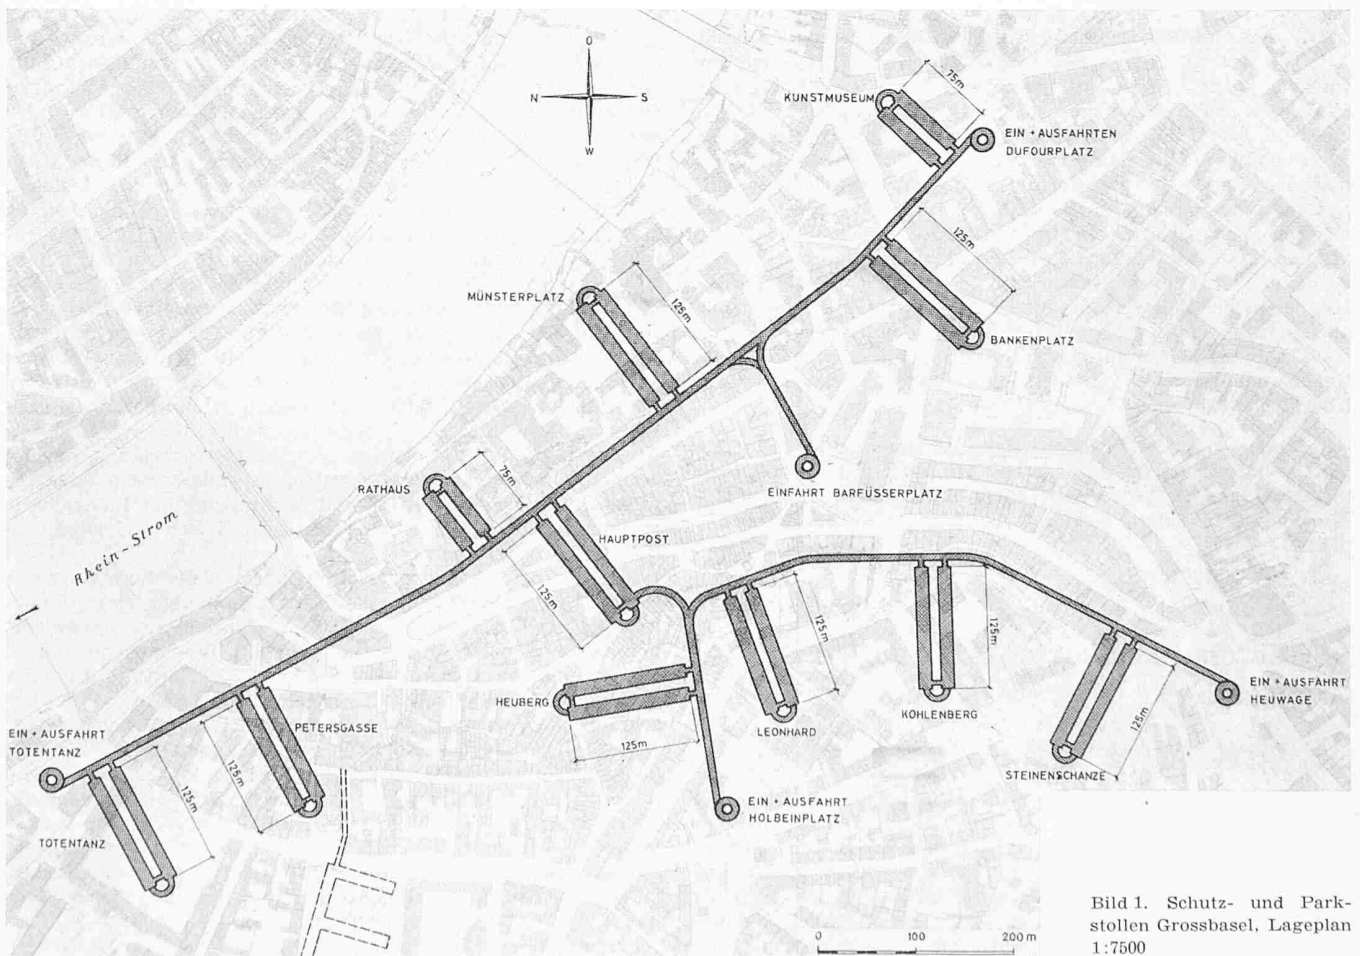 O
N
S
W
KUNSTMUSEUM
75m
EIN + AUSFAHRTEN
DUFOURPLATZ
125m
BANKENPLATZ
MÜNSTERPLATZ
125m
EINFAHRT BARFÜSSERPLATZ
RATHAUS
75m
HAUPTPOST
125m
Rhein-Strom
125m
LEONHARD
125m
KOHLENBERG
125m
STEINENSCHANZE
EIN + AUSFAHRT
HEUWAGE
HEUBERG
125m
EIN + AUSFAHRT
HOLBEINPLATZ
PETERSGASSE
125m
EIN + AUSFAHRT
TOTENTANZ
125m
TOTENTANZ
0 100 200 m
Bild 1. Schutz- und Park-
stollen Grossbasel, Lageplan
1:7500